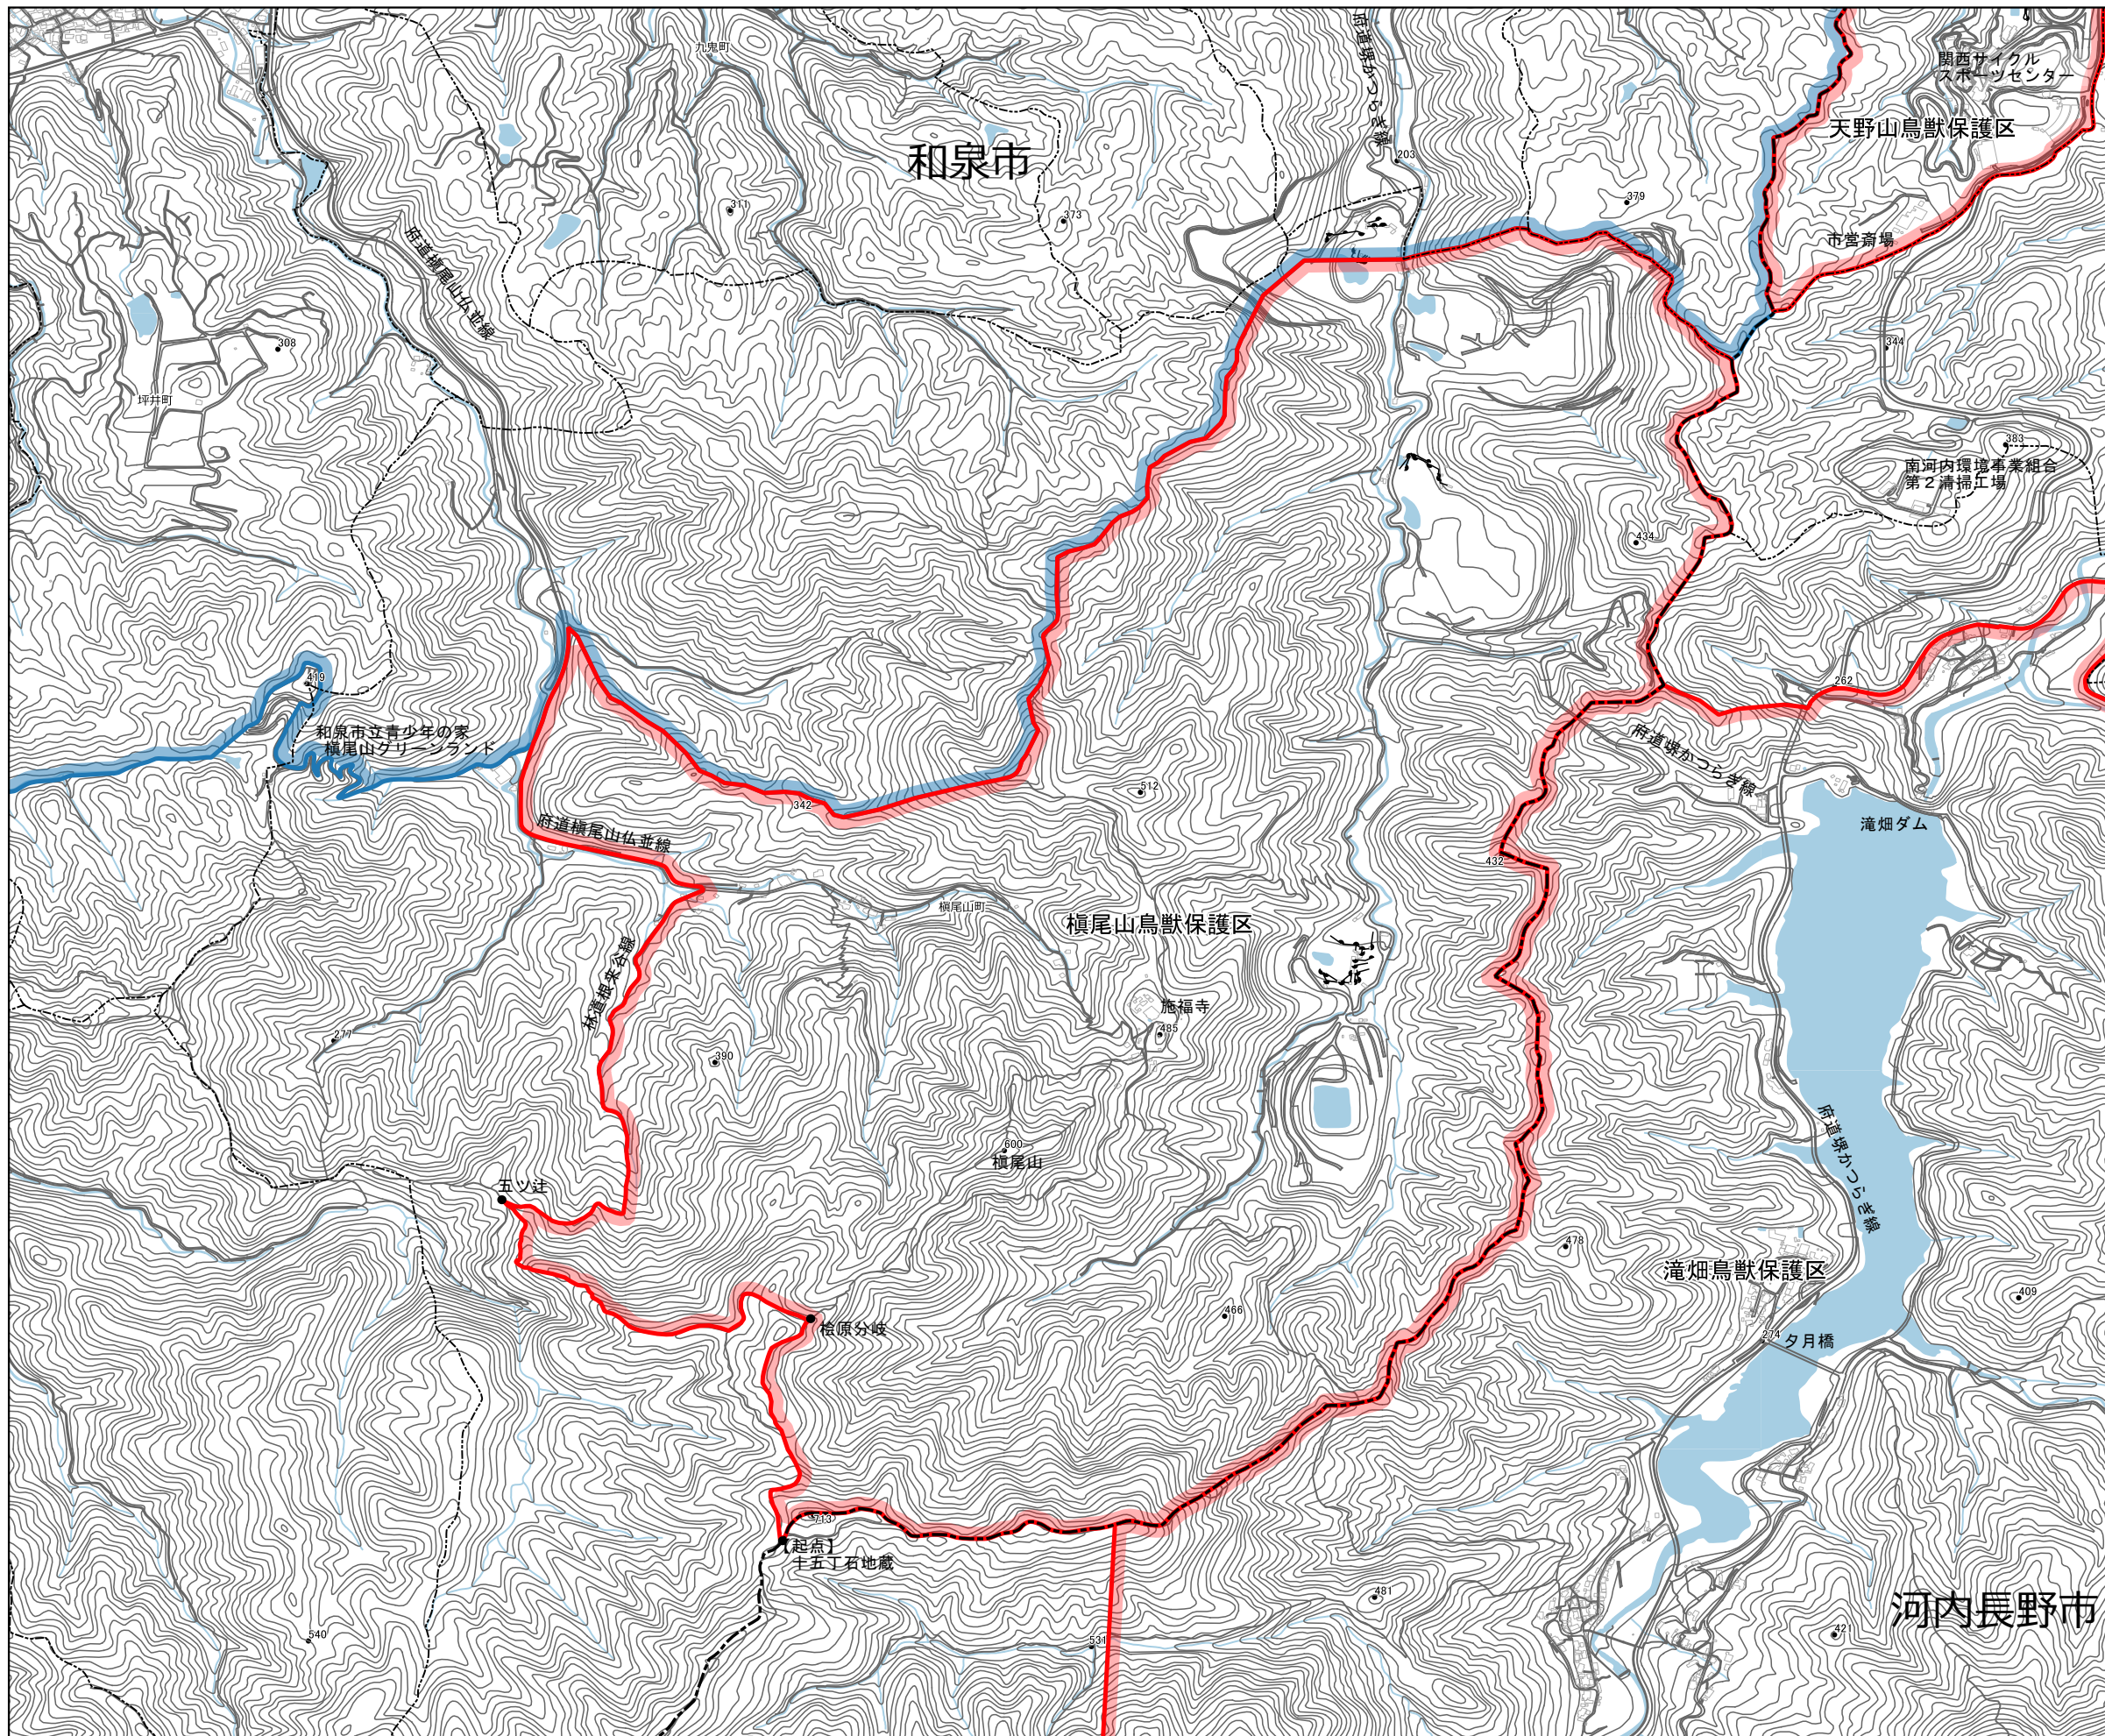 九鬼町
府道堺かつらぎ線
関西サイクル
スポーツセンター
天野山鳥獣保護区
和泉市
203
311
373
379
市営斎場
府道槇尾山仏並線
308
344
坪井町
383
南河内環境事業組合
第2清掃工場
434
419
262
和泉市立青少年の家
槇尾山グリーンランド
府道堺かつらぎ線
512
342
滝畑ダム
府道槇尾山仏並線
432
槇尾山町
槇尾山鳥獣保護区
林道根来谷線
施福寺
485
277
390
府道堺かつらぎ線
600
槇尾山
五ツ辻
478
滝畑鳥獣保護区
409
466
桧原分岐
274
夕月橋
713
【起点】
十五丁石地蔵
481
河内長野市
421
540
531